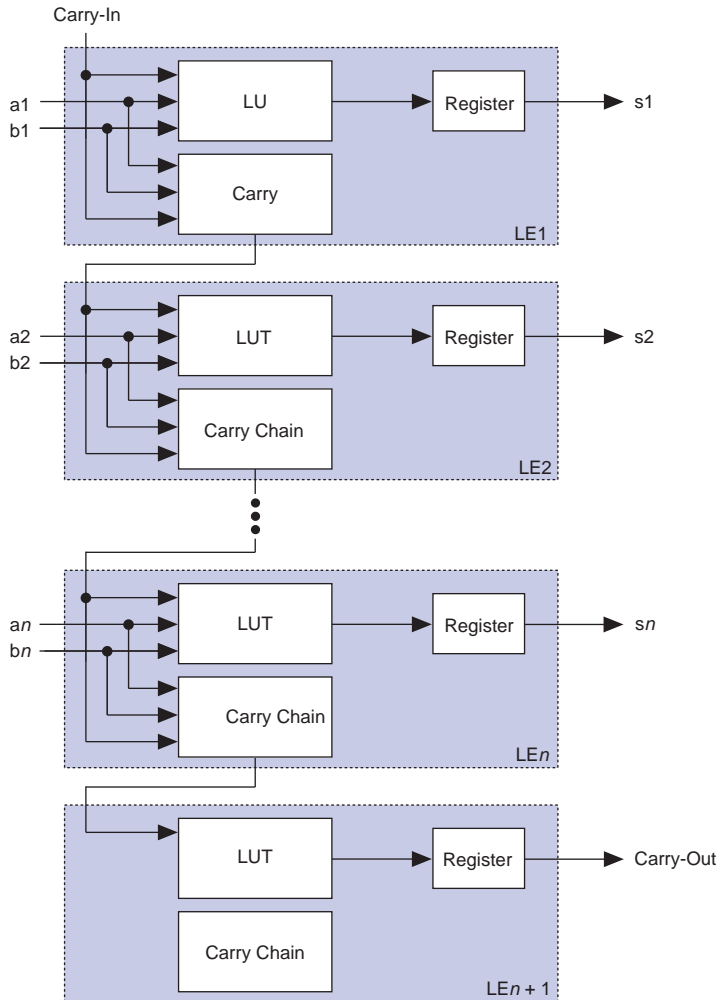 Carry-In
a1
b1
LU
Register
s1
Carry
LE1
a2
b2
LUT
Register
s2
Carry Chain
LE2
an
bn
LUT
Register
sn
Carry Chain
LEn
LUT
Register
Carry-Out
Carry Chain
LEn + 1